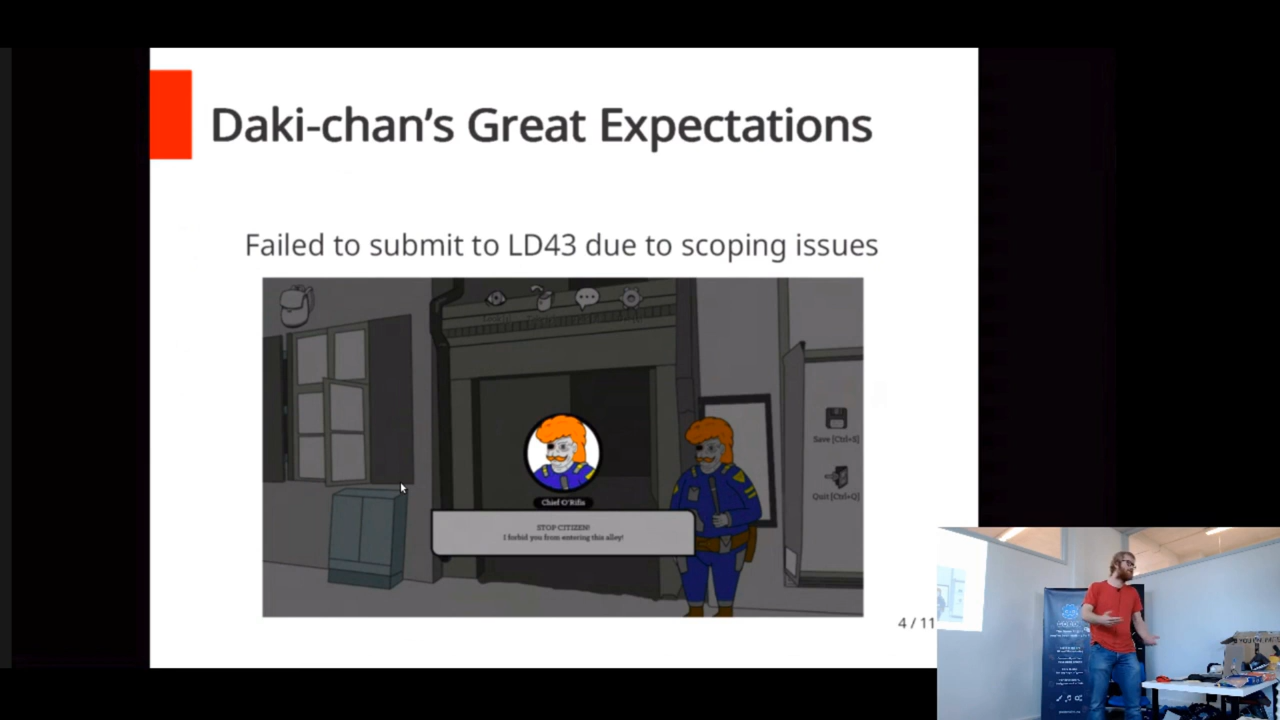 Daki-chan's Great Expectations
Failed to submit to LD43 due to scoping issues
Save [Ctrl+S]
Quit [Ctrl+Q]
Chief O'Rifis
STOP CITIZEN!
I forbid you from entering this alley!
4 / 11